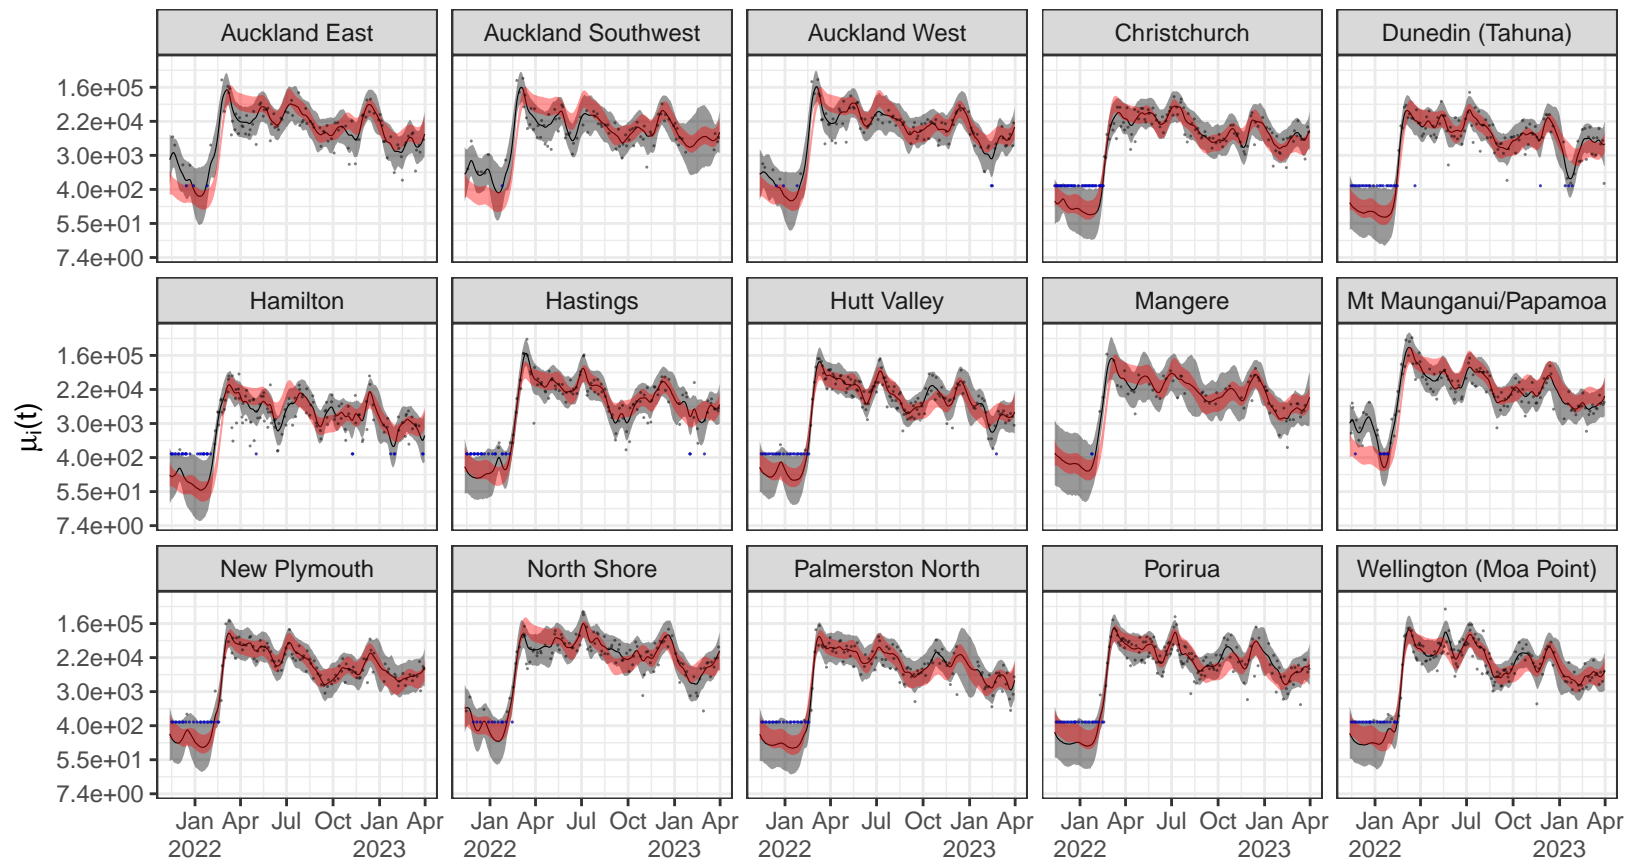 Auckland East Auckland Southwest Auckland West Christchurch Dunedin (Tahuna)
1.6e+05
2.2e+04
3.0e+03
4.0e+02
5.5e+01
7.4e+00
Hamilton Hastings Hutt Valley Mangere Mt Maunganui/Papamoa
1.6e+05
2.2e+04
3.0e+03
4.0e+02
5.5e+01
7.4e+00
μi(t)
New Plymouth North Shore Palmerston North Porirua Wellington (Moa Point)
1.6e+05
2.2e+04
3.0e+03
4.0e+02
5.5e+01
7.4e+00
Jan Apr Jul Oct Jan Apr Jan Apr Jul Oct Jan Apr Jan Apr Jul Oct Jan Apr Jan Apr Jul Oct Jan Apr Jan Apr Jul Oct Jan Apr
2022 2023 2022 2023 2022 2023 2022 2023 2022 2023